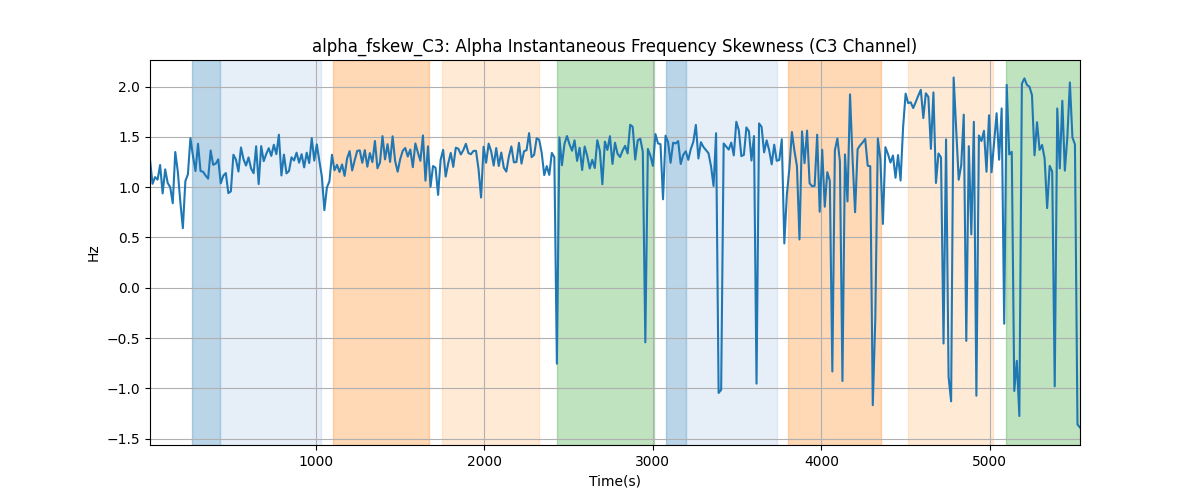 alpha_fskew_C3: Alpha Instantaneous Frequency Skewness (C3 Channel)
2.0
1.5
1.0
0.5
0.0
−0.5
−1.0
−1.5
Hz
1000 2000 3000 4000 5000
Time(s)